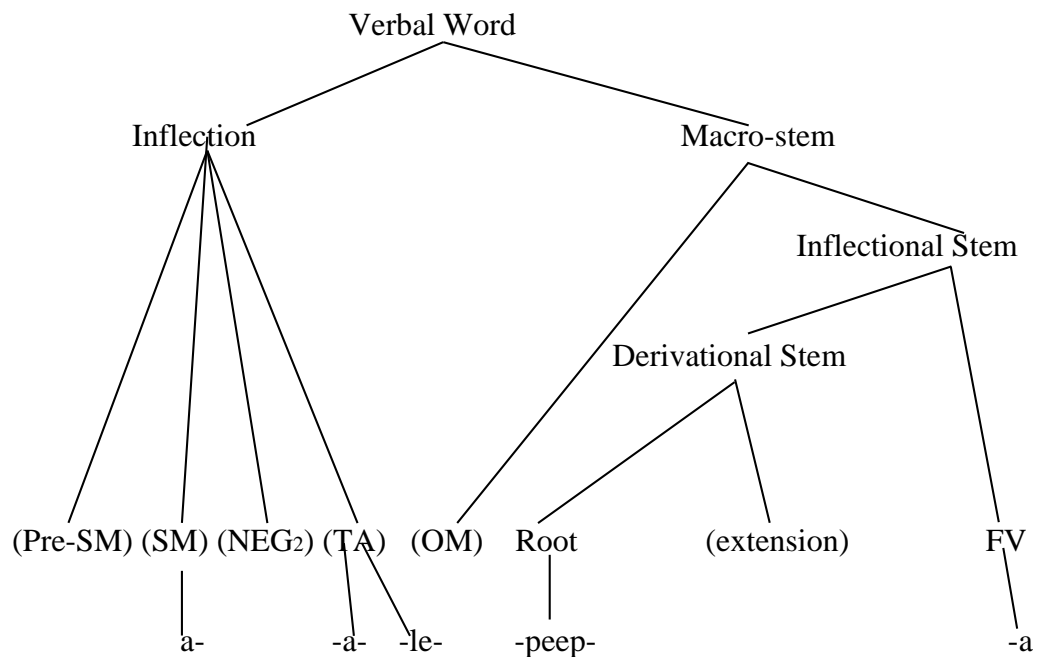 Verbal Word
Inflection Macro-stem
Inflectional Stem
Derivational Stem
(Pre-SM) (SM) (NEG2) (TA) (OM) Root (extension) FV
a- -a- -le- -peep- -a